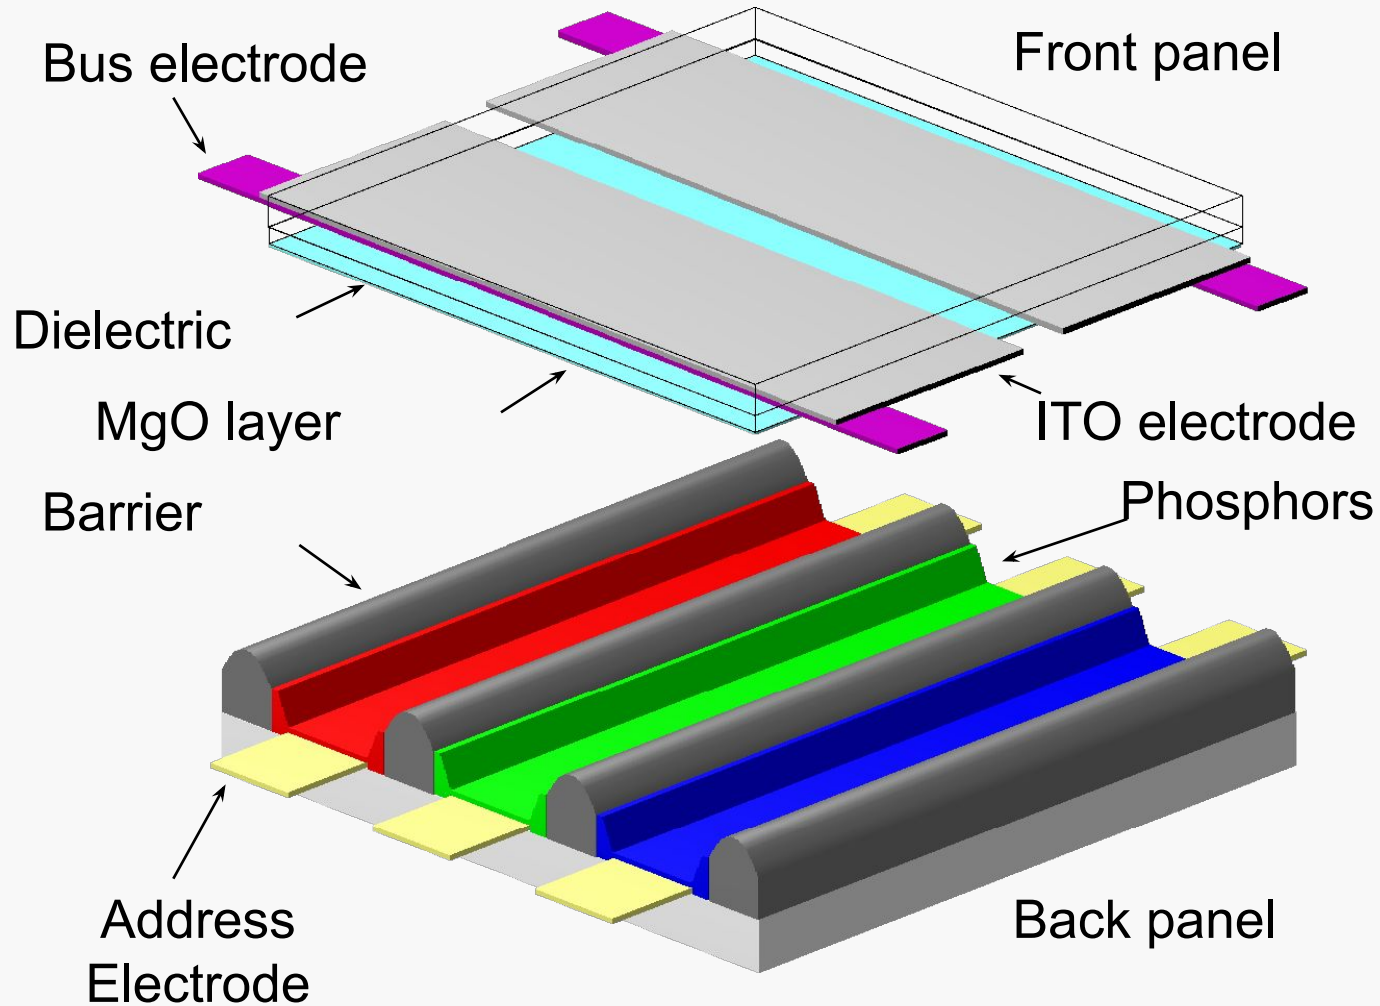 Front panel
Bus electrode
Dielectric
MgO layer
ITO electrode
Barrier
Phosphors
Address
Electrode
Back panel